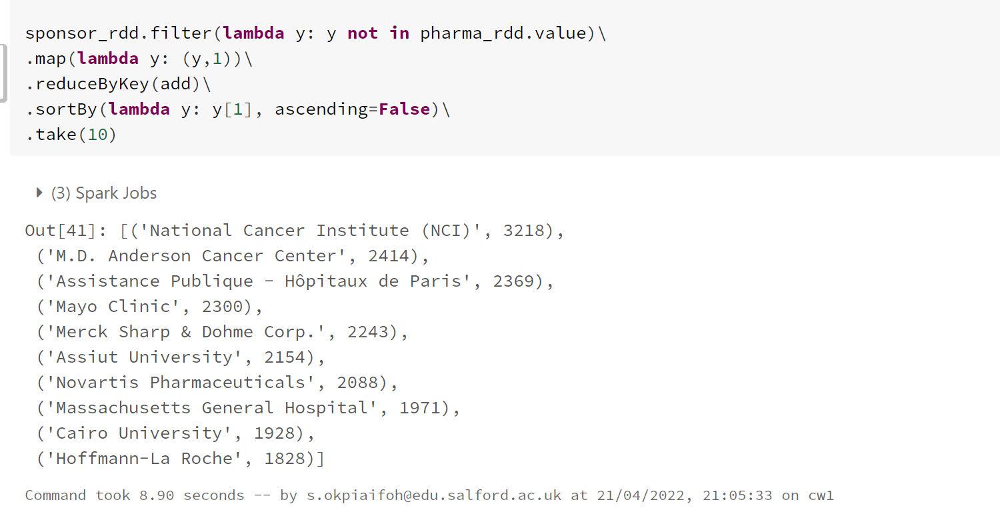 sponsor_rdd.filter(lambda y: y not in pharma_rdd.value)\
.map(lambda y: (y,1))\
.reduceByKey(add)\
.sortBy(lambda y: y[1], ascending=False)\
.take(10)
(3) Spark Jobs
Out[41]: [('National Cancer Institute (NCI)', 3218),
('M.D. Anderson Cancer Center', 2414),
('Assistance Publique - Hôpitaux de Paris', 2369),
('Mayo Clinic', 2300),
('Merck Sharp & Dohme Corp.', 2243),
('Assiut University', 2154),
('Novartis Pharmaceuticals', 2088),
('Massachusetts General Hospital', 1971),
('Cairo University', 1928),
('Hoffmann-La Roche', 1828)]
Command took 8.90 seconds -- by s.okpiaifoh@edu.salford.ac.uk at 21/04/2022, 21:05:33 on cw1